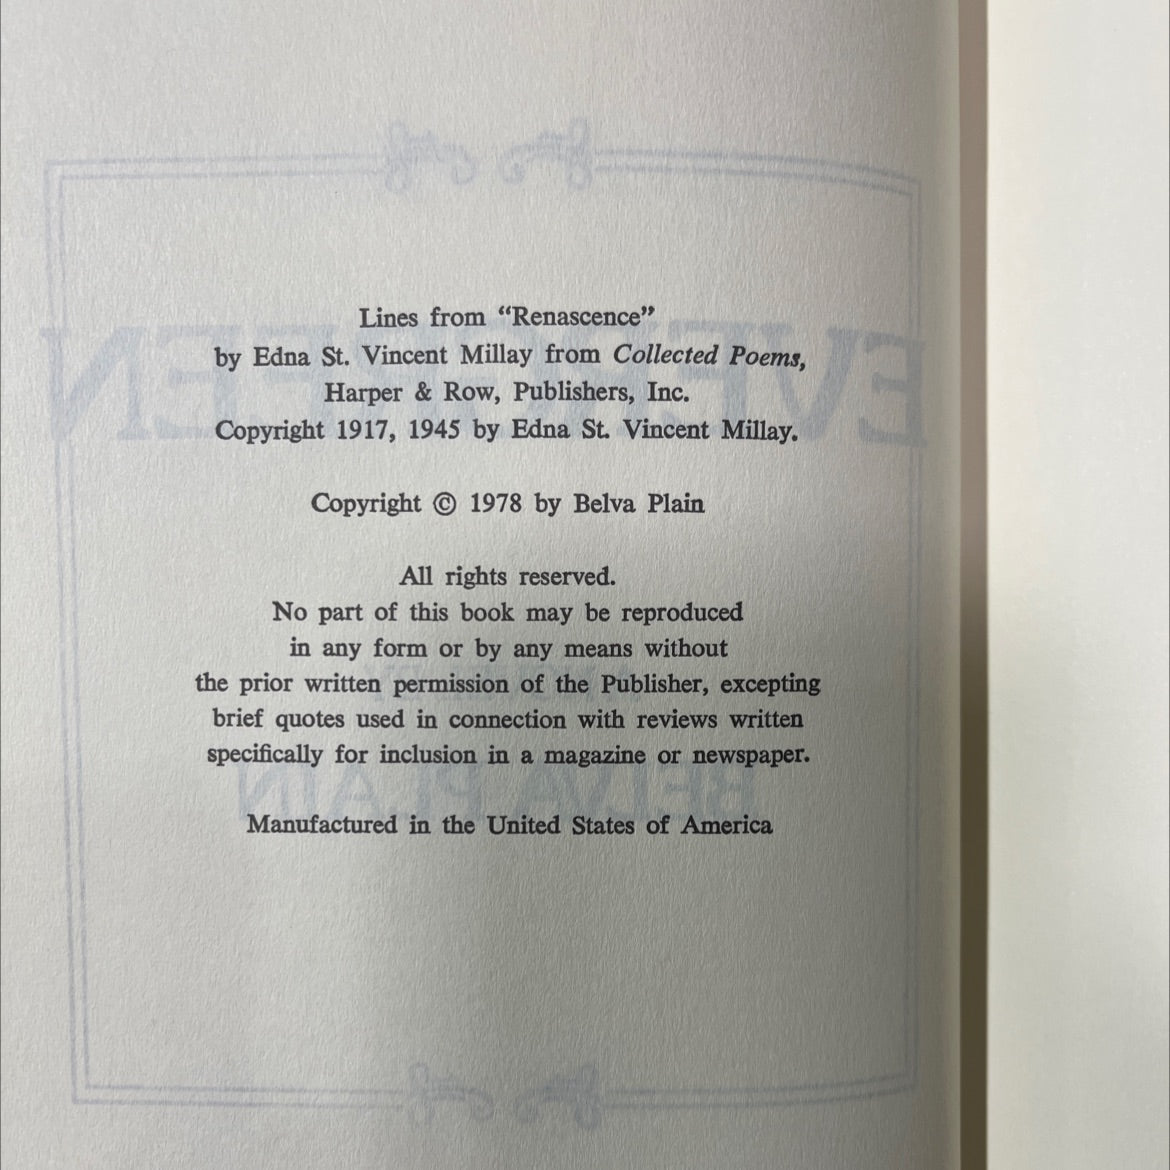 Lines from “Renascence”
by Edna St. Vincent Millay from Collected Poems,
Harper & Row, Publishers, Inc.
Copyright 1917, 1945 by Edna St. Vincent Millay.
Copyright © 1978 by Belva Plain
All rights reserved.
No part of this book may be reproduced
in any form or by any means without
the prior written permission of the Publisher, excepting
brief quotes used in connection with reviews written
specifically for inclusion in a magazine or newspaper.
Manufactured in the United States of America
EVERGREEN
BELVA PLAIN